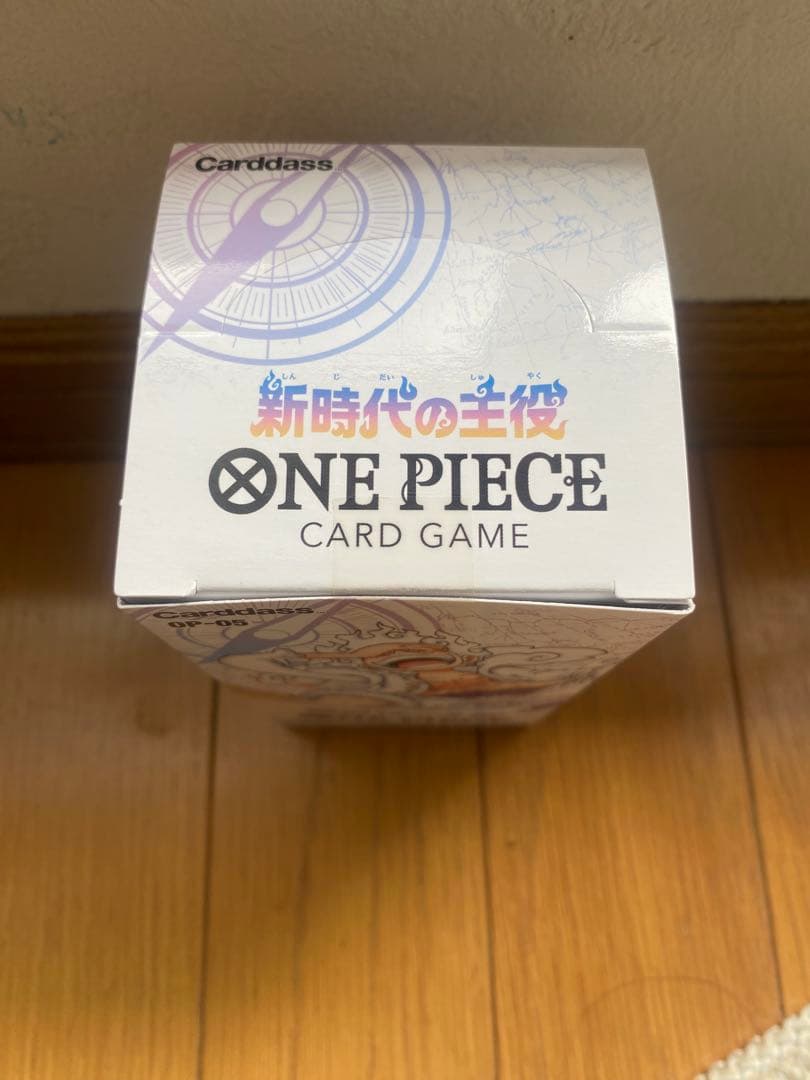 Carddass
しん じ だい しゅ やく
新時代の主役
ONE PIECE
CARD GAME
Carddass
OP-05